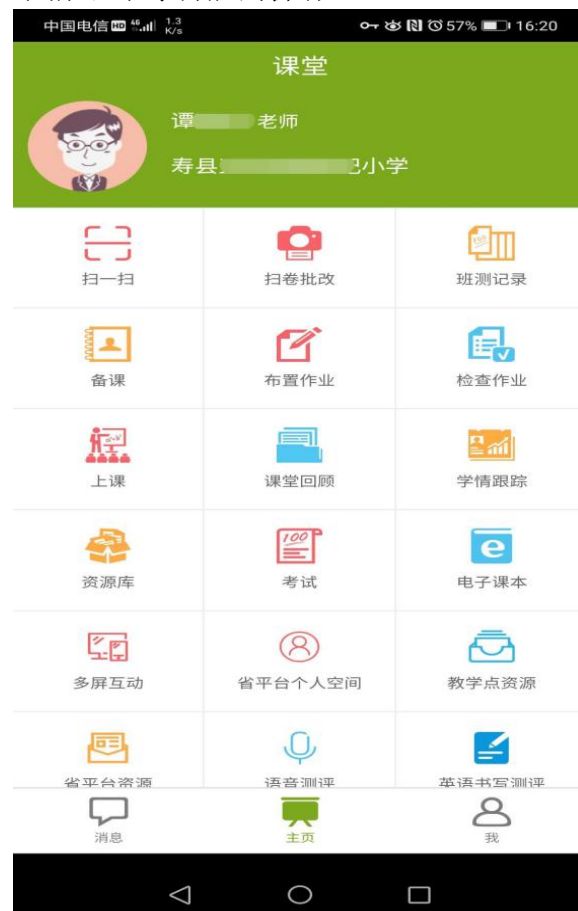 中国电信 HD 46 1.3 K/s 57% 16:20
课堂
谭 老师
寿县 小学
扫一扫 扫卷批改 班测记录
备课 布置作业 检查作业
上课 课堂回顾 学情跟踪
资源库 考试 电子课本
多屏互动 省平台个人空间 教学点资源
省平台资源 语音测评 英语书写测评
消息 主页 我